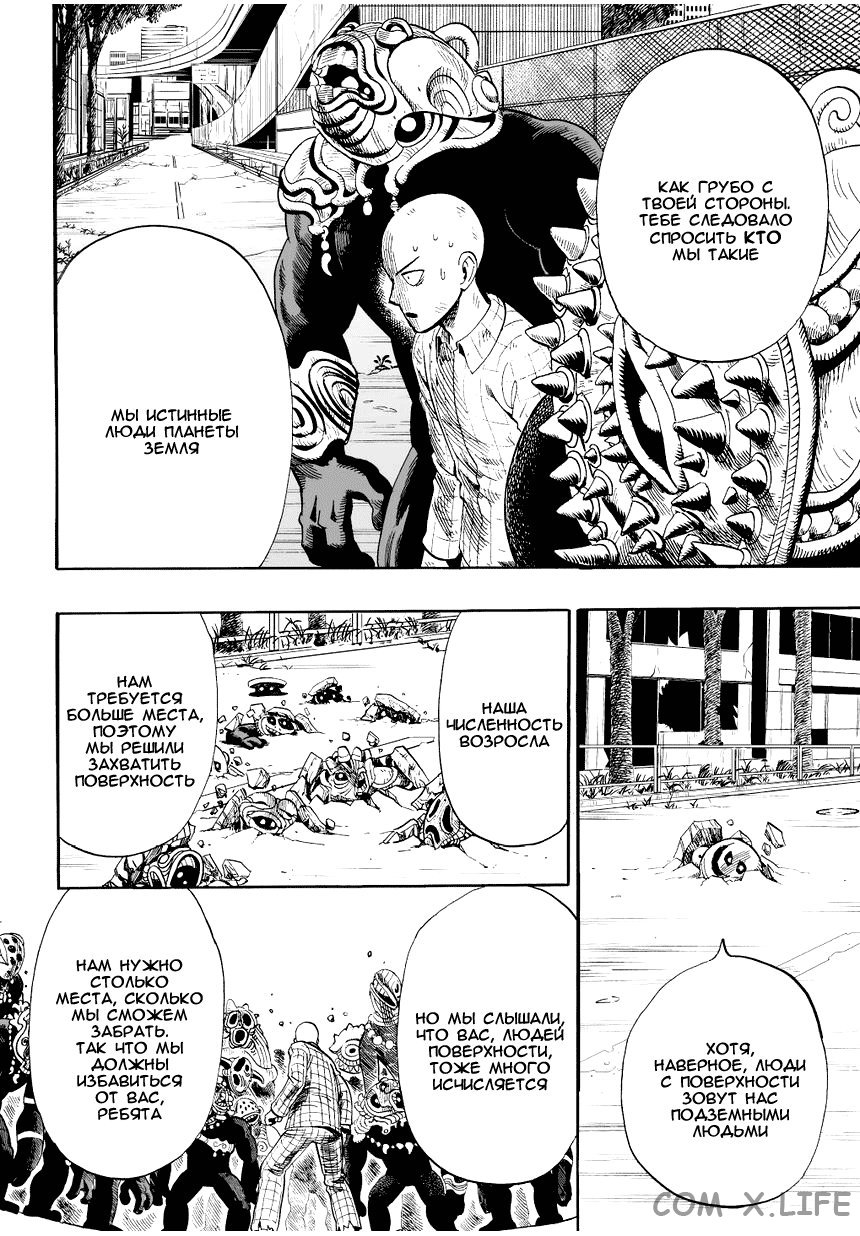 КАК ГРУБО С
ТВОЕЙ СТОРОНЫ.
ТЕБЕ СЛЕДОВАЛО
СПРОСИТЬ КТО
МЫ ТАКИЕ
МЫ ИСТИННЫЕ
ЛЮДИ ПЛАНЕТЫ
ЗЕМЛЯ
ХОТЯ,
НАВЕРНОЕ, ЛЮДИ
С ПОВЕРХНОСТИ
ЗОВУТ НАС
ПОДЗЕМНЫМИ
ЛЮДЬМИ
НАША
ЧИСЛЕННОСТЬ
ВОЗРОСЛА
НАМ
ТРЕБУЕТСЯ
БОЛЬШЕ МЕСТА,
ПОЭТОМУ
МЫ РЕШИЛИ
ЗАХВАТИТЬ
ПОВЕРХНОСТЬ
НО МЫ СЛЫШАЛИ,
ЧТО ВАС, ЛЮДЕЙ
ПОВЕРХНОСТИ,
ТОЖЕ МНОГО
ИСЧИСЛЯЕТСЯ
НАМ НУЖНО
СТОЛЬКО
МЕСТА, СКОЛЬКО
МЫ СМОЖЕМ
ЗАБРАТЬ.
ТАК ЧТО МЫ
ДОЛЖНЫ
ИЗБАВИТЬСЯ
ОТ ВАС,
РЕБЯТА
COM X.LIFE